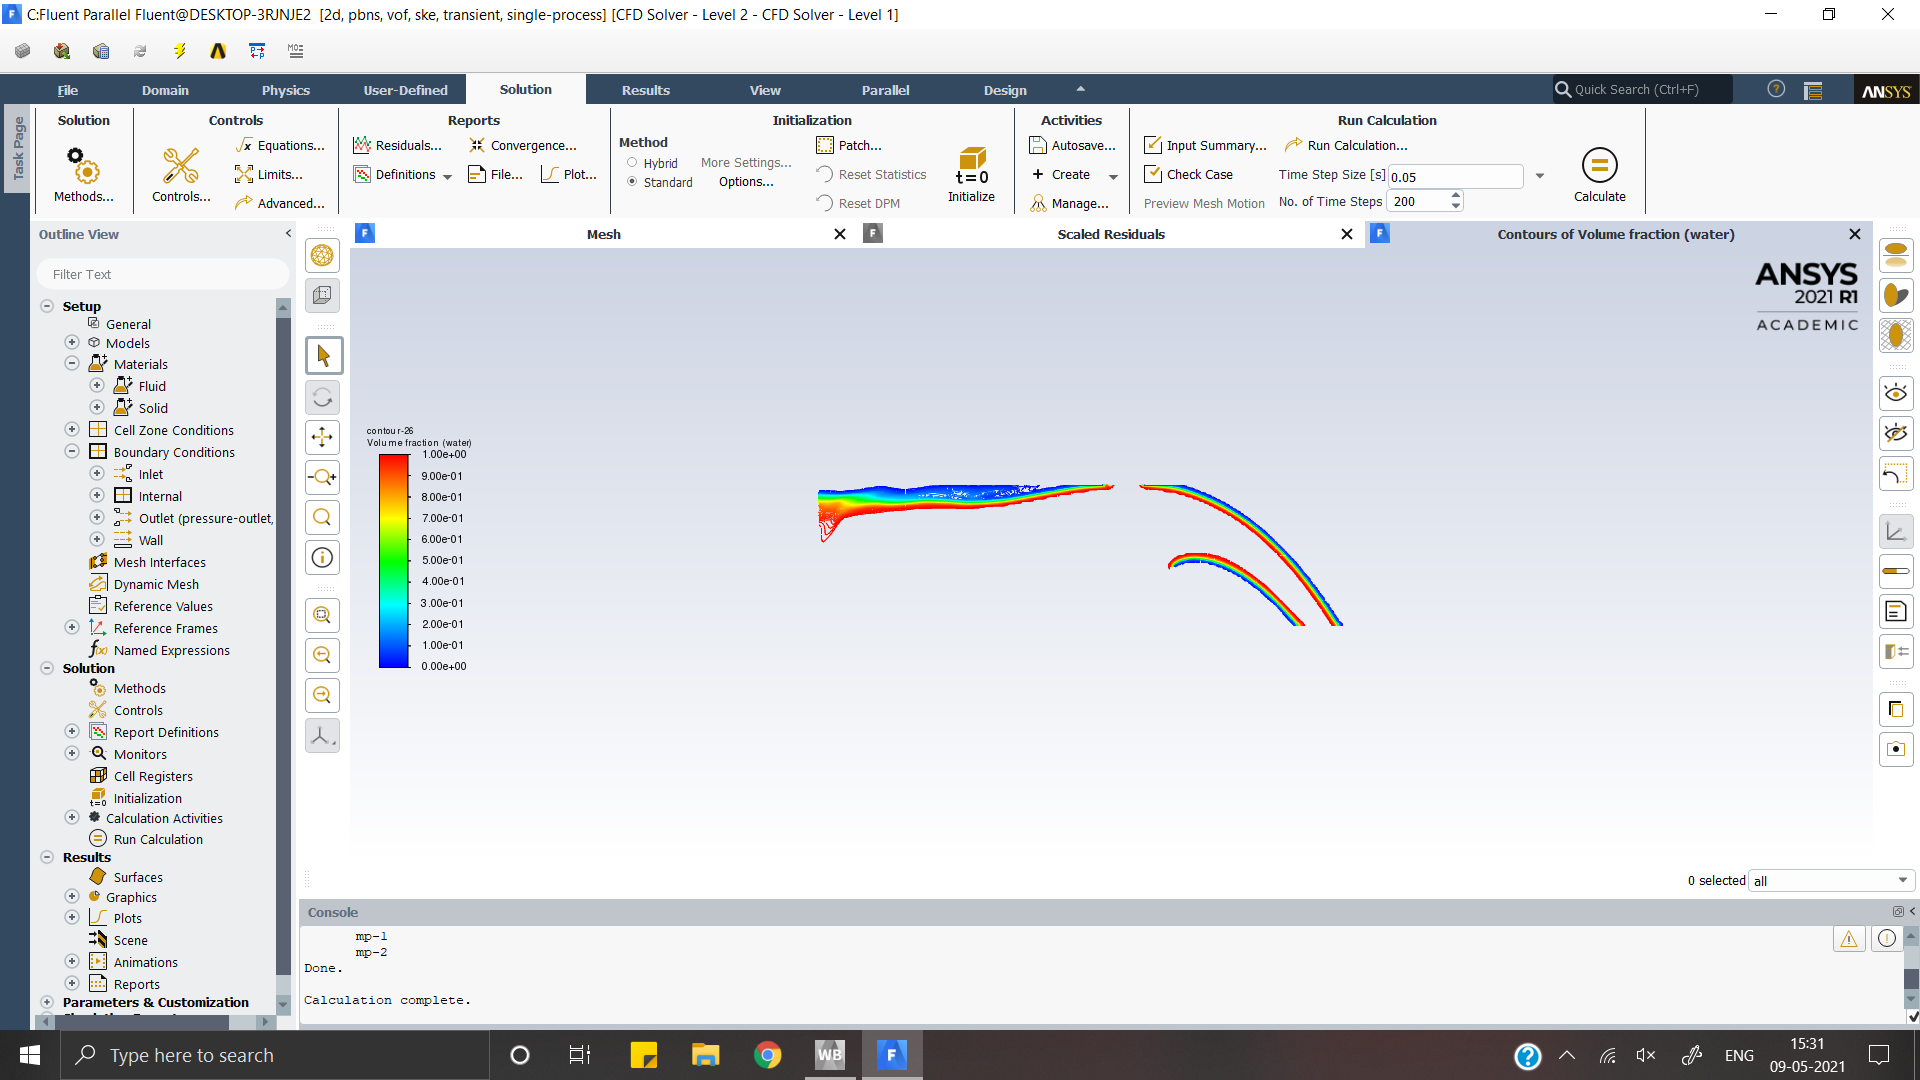 C:Fluent Parallel Fluent@DESKTOP-3RJNJE2 [2d, pbns, vof, ske, transient, single-process] [CFD Solver - Level 2 - CFD Solver - Level 1]
File Domain Physics User-Defined Solution Results View Parallel Design Quick Search (Ctrl+F) ANSYS
Task Page
Solution
Methods...
Controls
Controls...
Equations...
Limits...
Advanced...
Reports
Residuals... Convergence...
Definitions File... Plot...
Initialization
Method
Hybrid More Settings...
Standard Options...
Patch...
Reset Statistics
Reset DPM
t=0
Initialize
Activities
Autosave...
Create
Manage...
Run Calculation
Input Summary... Run Calculation...
Check Case Time Step Size [s] 0.05
Preview Mesh Motion No. of Time Steps 200
Calculate
Outline View
Filter Text
Setup
General
Models
Materials
Fluid
Solid
Cell Zone Conditions
Boundary Conditions
Inlet
Internal
Outlet (pressure-outlet,
Wall
Mesh Interfaces
Dynamic Mesh
Reference Values
Reference Frames
Named Expressions
Solution
Methods
Controls
Report Definitions
Monitors
Cell Registers
Initialization
Calculation Activities
Run Calculation
Results
Surfaces
Graphics
Plots
Scene
Animations
Reports
Parameters & Customization
Mesh
Scaled Residuals
Contours of Volume fraction (water)
ANSYS
2021 R1
ACADEMIC
contour-26
Volume fraction (water)
1.00e+00
9.00e-01
8.00e-01
7.00e-01
6.00e-01
5.00e-01
4.00e-01
3.00e-01
2.00e-01
1.00e-01
0.00e+00
0 selected all
Console
mp-1
mp-2
Done.
Calculation complete.
Type here to search
WB
F
ENG
15:31
09-05-2021